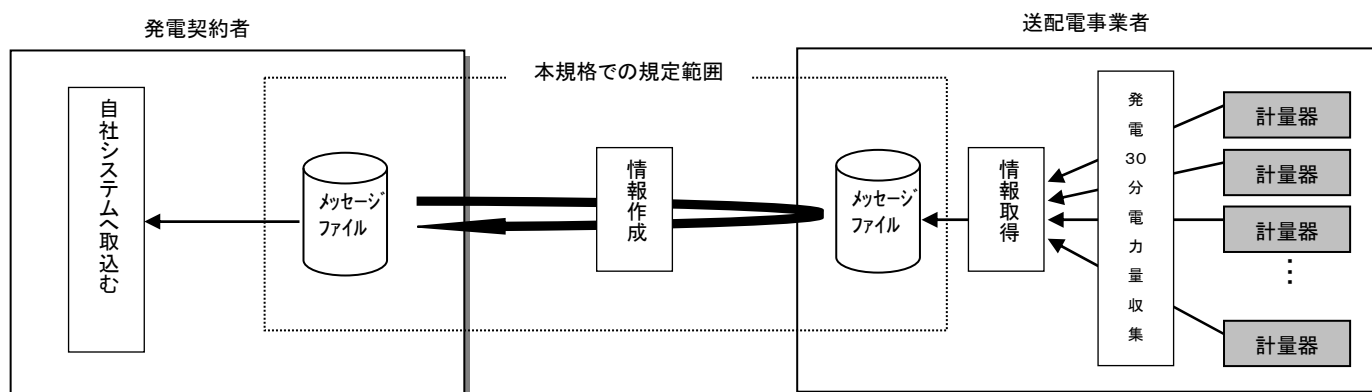 発電契約者
送配電事業者
本規格での規定範囲
自社システムへ取込む
メッセージ
ファイル
情報作成
メッセージ
ファイル
情報取得
発電30分電力量収集
計量器
計量器
計量器
⋮
計量器